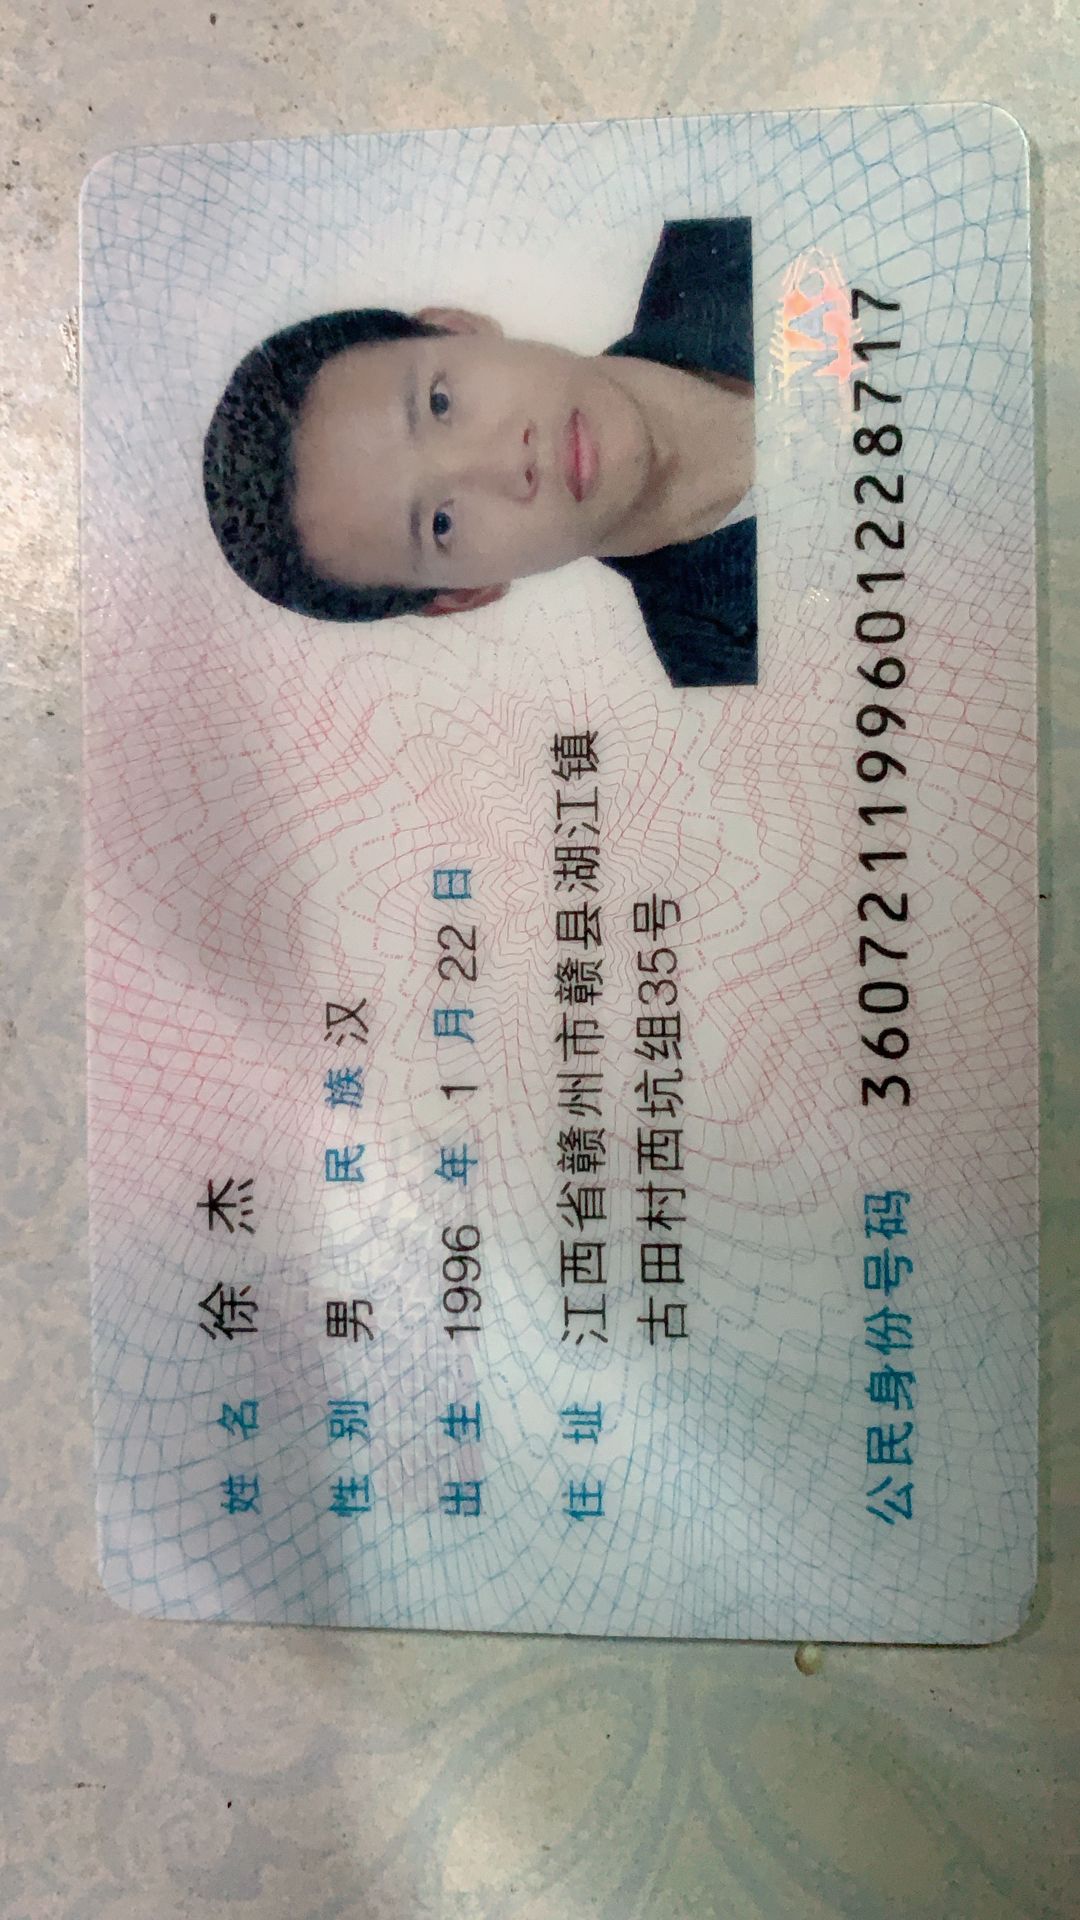 姓名 徐杰
性别 男 民族 汉
出生 1996 年 1 月 22 日
住址 江西省赣州市赣县湖江镇
古田村西坑组35号
公民身份号码 360721199601228717